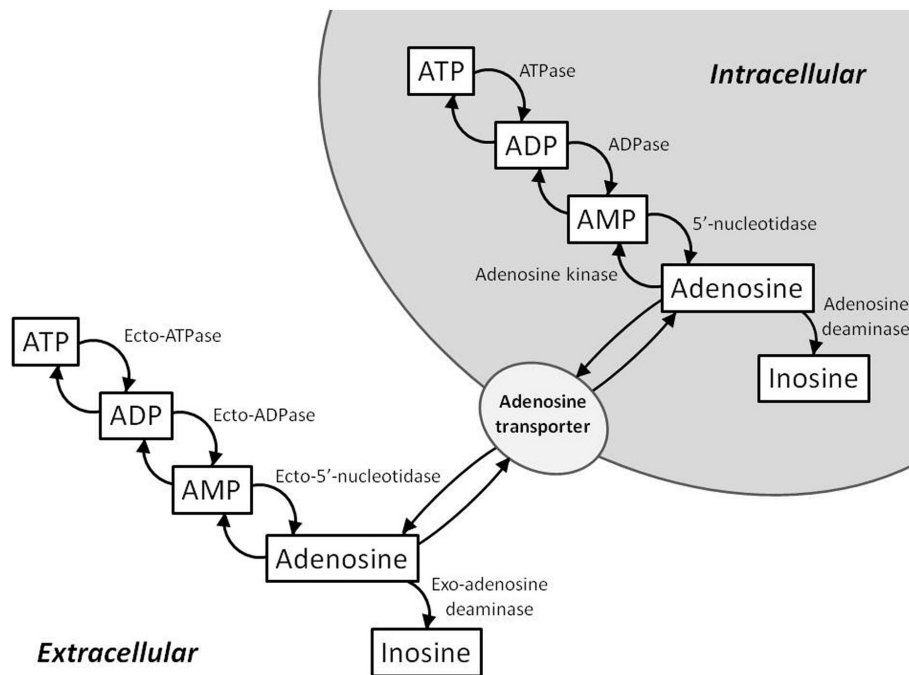 ATP
ATPase
Intracellular
ADP
ADPase
AMP
5’-nucleotidase
Adenosine kinase
Adenosine
Adenosine
deaminase
Inosine
Adenosine
transporter
ATP
Ecto-ATPase
ADP
Ecto-ADPase
AMP
Ecto-5’-nucleotidase
Adenosine
Exo-adenosine
deaminase
Inosine
Extracellular